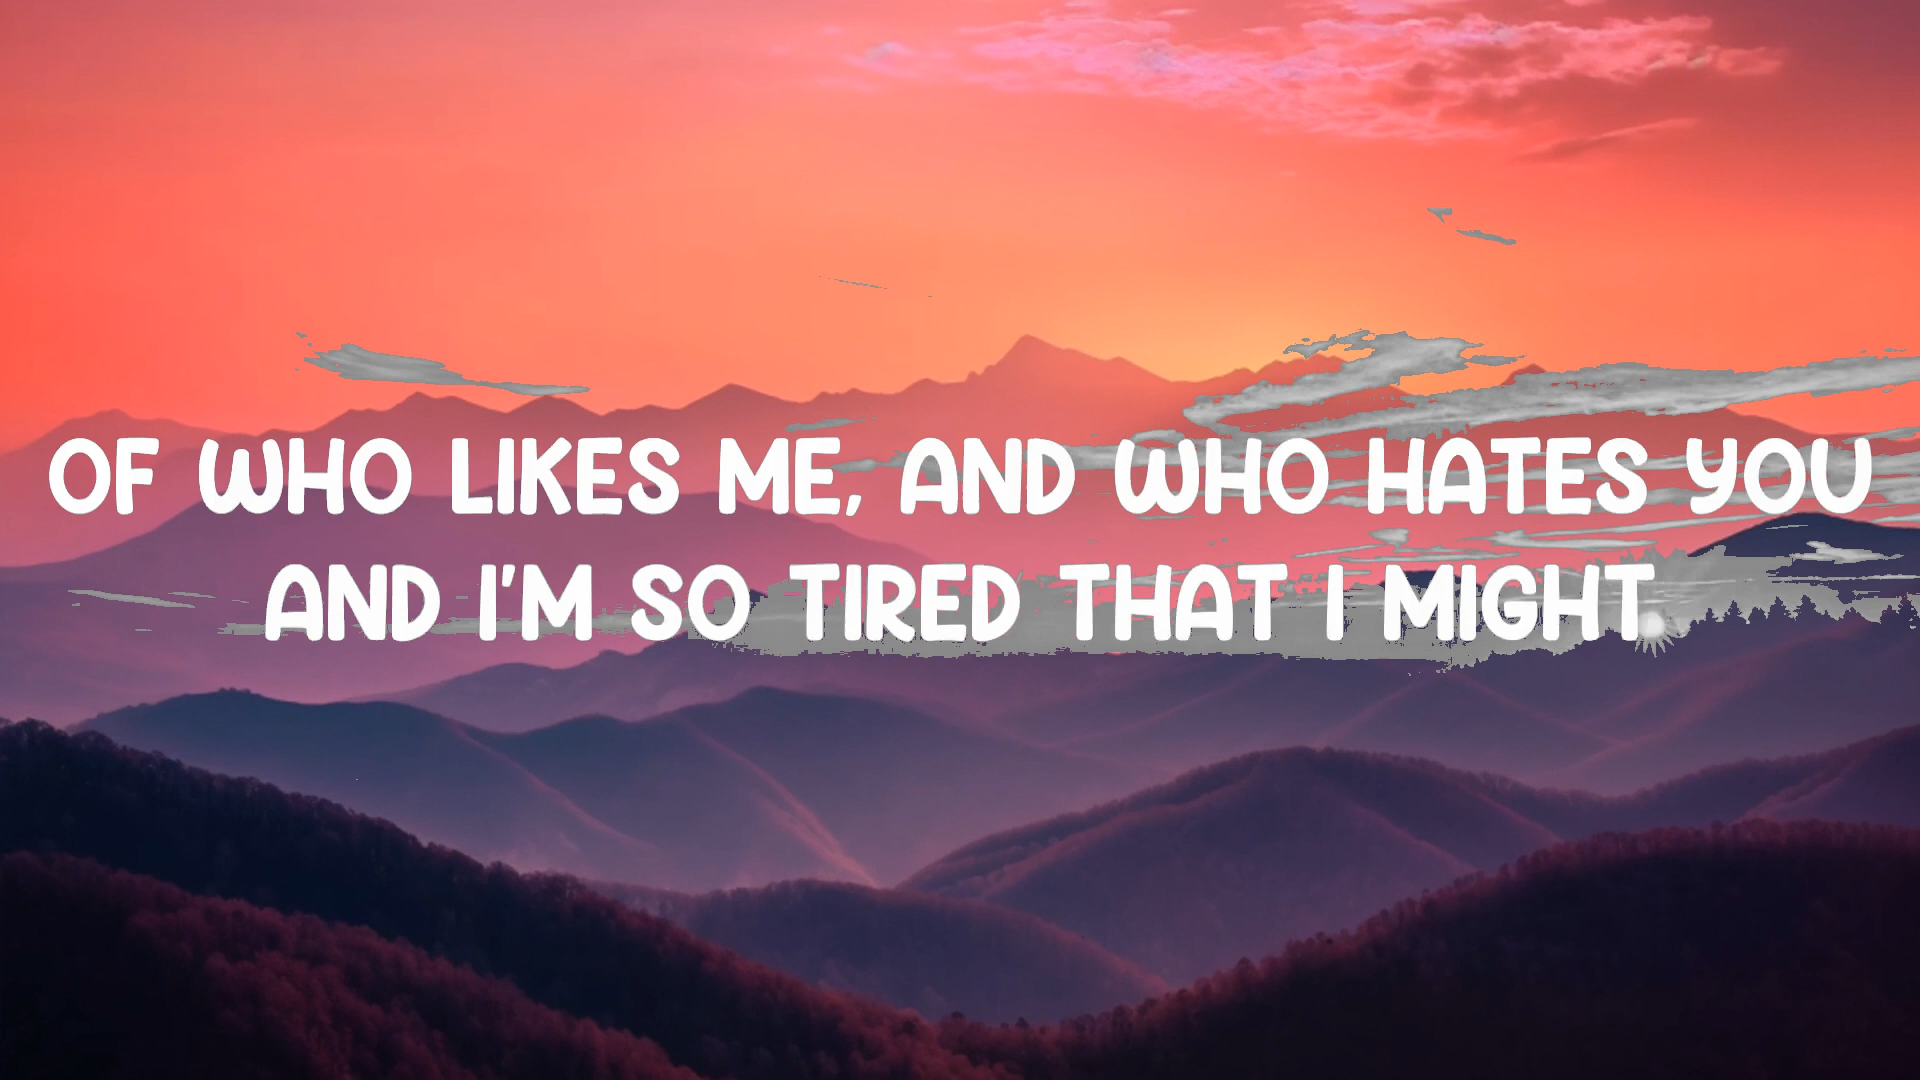 OF WHO LIKES ME, AND WHO HATES YOU
AND I'M SO TIRED THAT I MIGHT